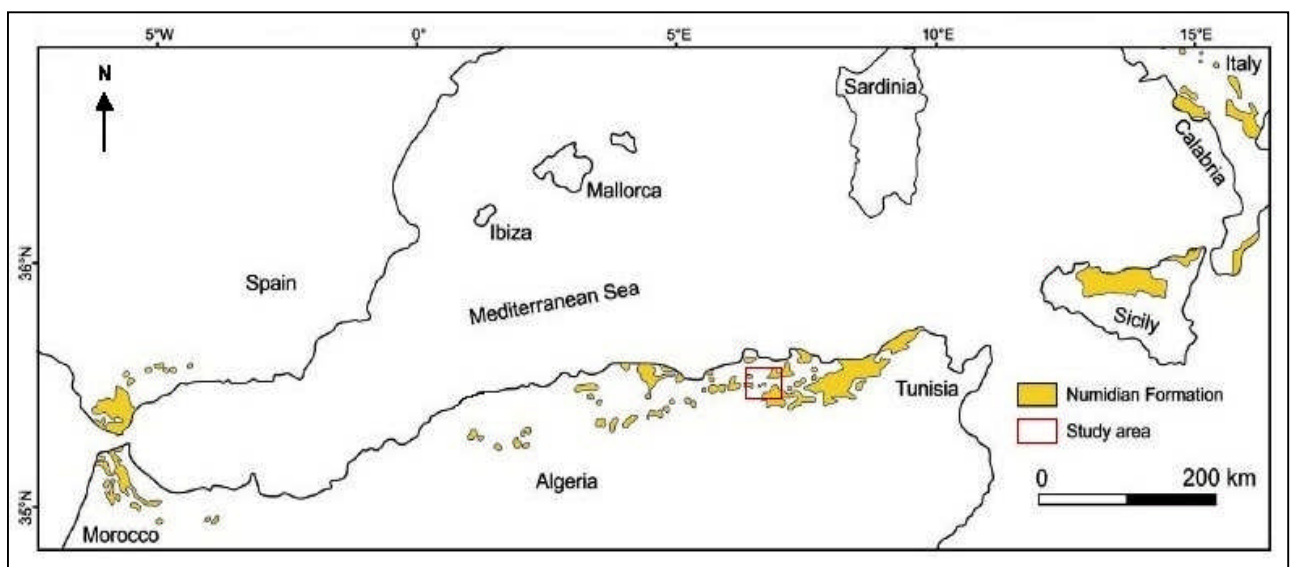 5°W 0° 5°E 10°E 15°E
N
Italy
Sardinia
Calabria
Mallorca
Ibiza
36°N
Spain
Mediterranean Sea
Sicily
Tunisia
Numidian Formation
Study area
Algeria
0 200 km
35°N
Morocco